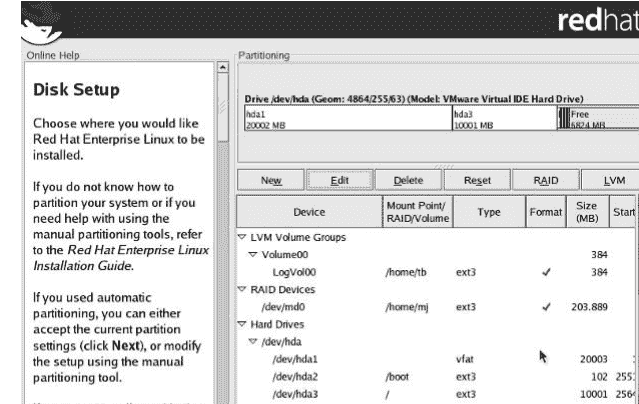 redhat
Online Help
Partitioning
Disk Setup
Choose where you would like
Red Hat Enterprise Linux to be
installed.
If you do not know how to
partition your system or if you
need help with using the
manual partitioning tools, refer
to the Red Hat Enterprise Linux
Installation Guide.
If you used automatic
partitioning, you can either
accept the current partition
settings (click Next), or modify
the setup using the manual
partitioning tool.
Drive /dev/hda (Geom: 4864/255/63) (Model: VMware Virtual IDE Hard Drive)
hda1 hda3 Free
20002 MB 10001 MB 6824 MB
New Edit Delete Reset RAID LVM
Device Mount Point/ RAID/Volume Type Format Size (MB) Start
LVM Volume Groups
Volume00 384
LogVol00 /home/tb ext3 ✓ 384
RAID Devices
/dev/md0 /home/mj ext3 ✓ 203.889
Hard Drives
/dev/hda
/dev/hda1 vfat 20003
/dev/hda2 /boot ext3 102
/dev/hda3 / ext3 10001